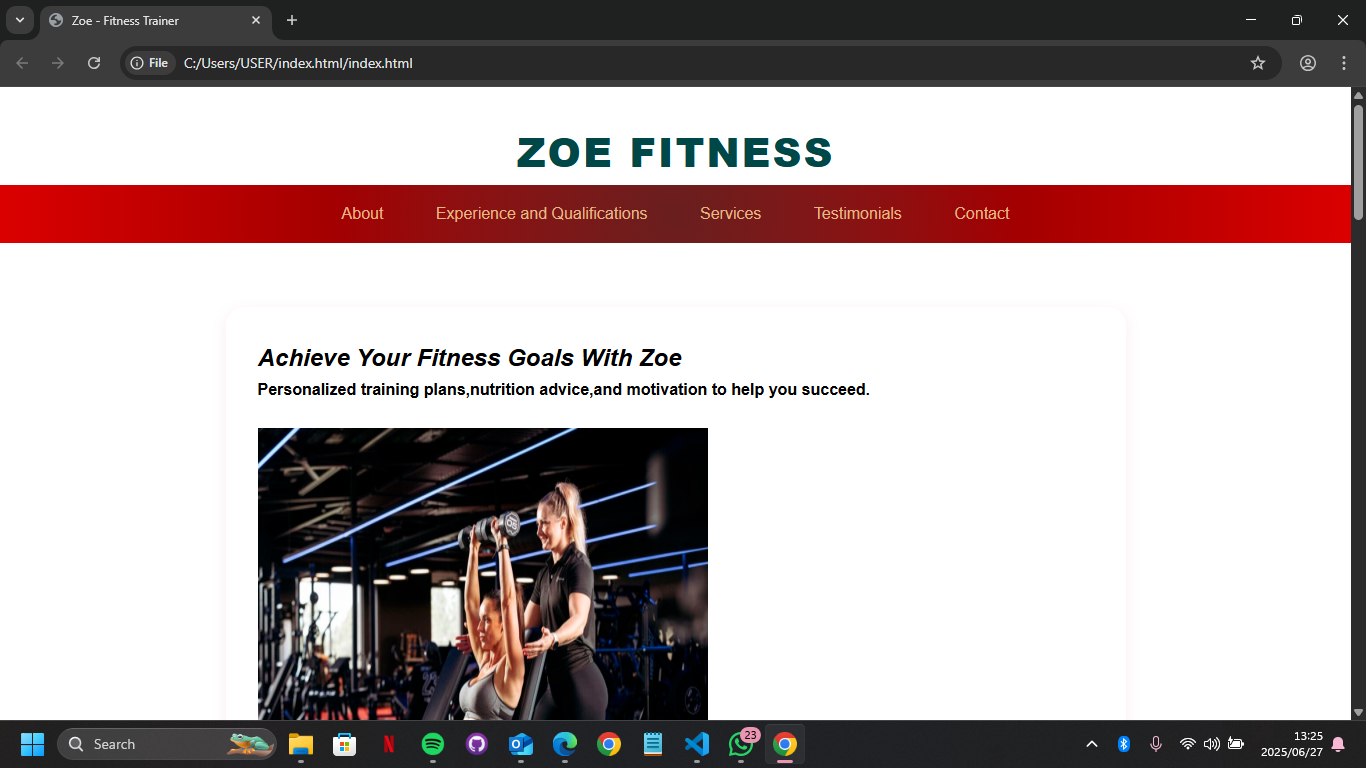 Zoe - Fitness Trainer
File C:/Users/USER/index.html/index.html
ZOE FITNESS
About Experience and Qualifications Services Testimonials Contact
Achieve Your Fitness Goals With Zoe
Personalized training plans,nutrition advice,and motivation to help you succeed.
Search
23
13:25
2025/06/27